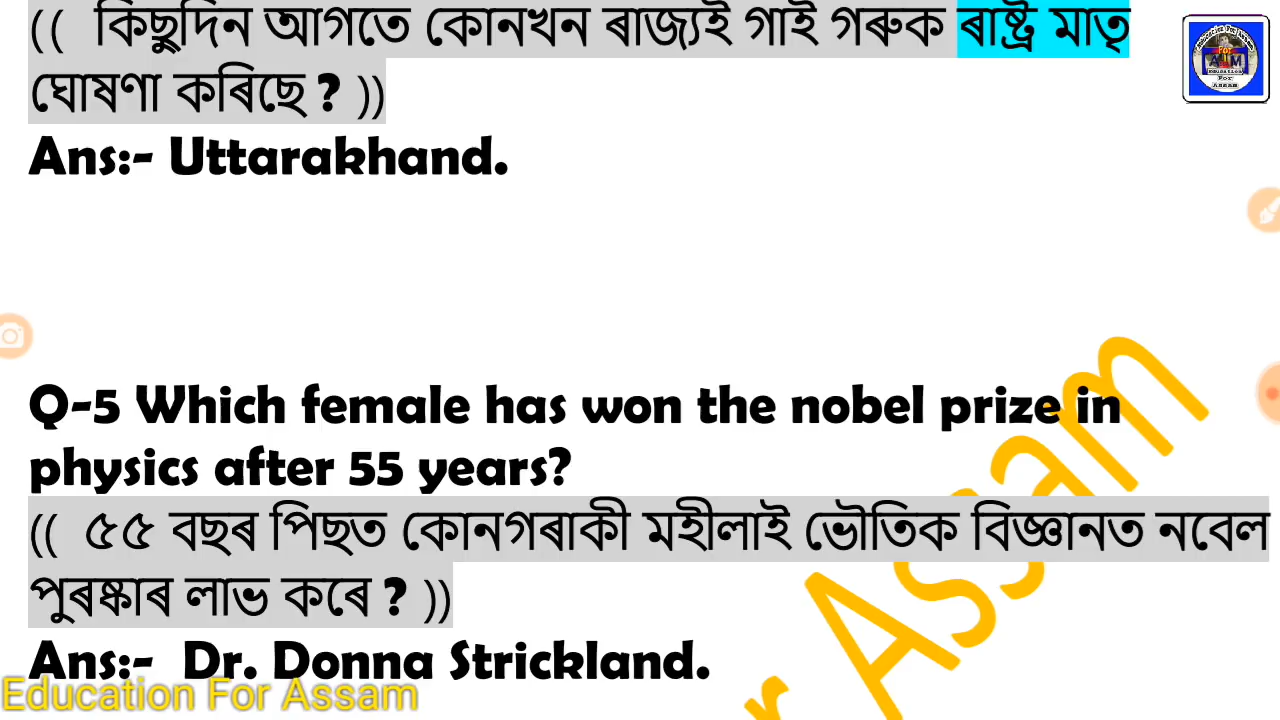 (( কিছুদিন আগতে কোনখন ৰাজ্যই গাই গৰুক ৰাষ্ট্ৰ মাতৃ
ঘোষণা কৰিছে ? ))
Ans:- Uttarakhand.
Q-5 Which female has won the nobel prize in
physics after 55 years?
(( ৫৫ বছৰ পিছত কোনগৰাকী মহীলাই ভৌতিক বিজ্ঞানত নবেল
পুৰষ্কাৰ লাভ কৰে ? ))
Ans:- Dr. Donna Strickland.
Education For Assam
r Assam